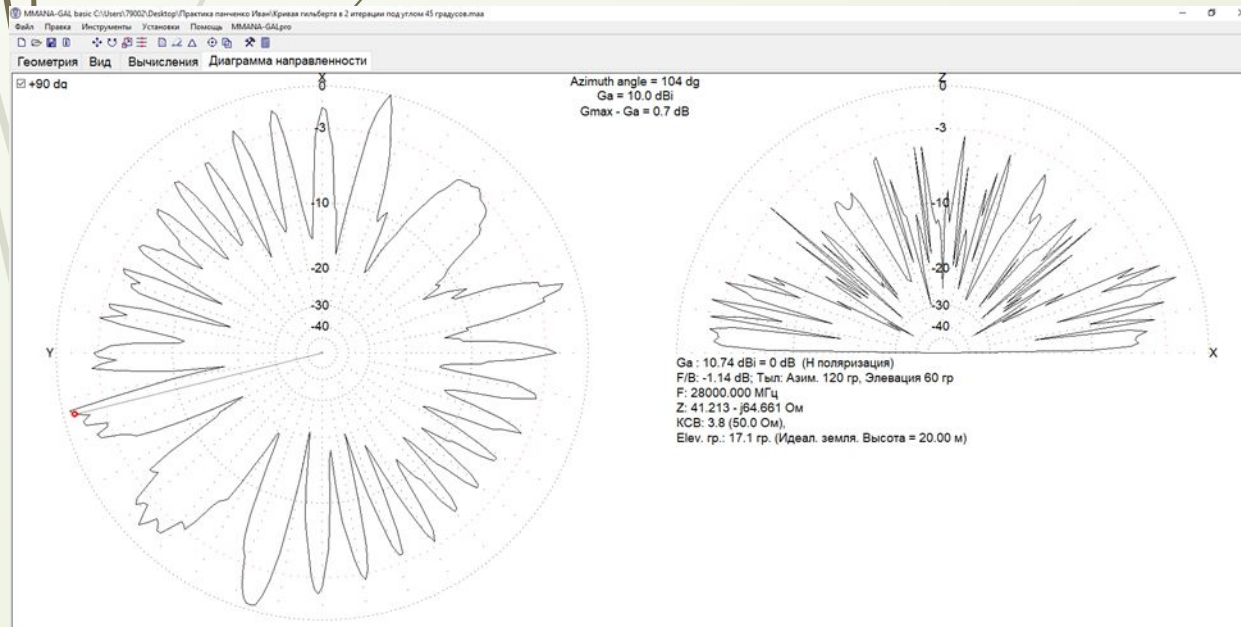 MMANA-GAL basic C:\Users\79002\Desktop\Практика панченко Иван\Кривая гильберта в 2 итерации под углом 45 градусов.maa
Файл Правка Инструменты Установки Помощь MMANA-GALpro
Геометрия Вид Вычисления Диаграмма направленности
+90 dg
Azimuth angle = 104 dg
Ga = 10.0 dBi
Gmax - Ga = 0.7 dB
X
0
-3
-10
-20
-30
-40
Y
Z
0
-3
-10
-20
-30
-40
X
Ga : 10.74 dBi = 0 dB (H поляризация)
F/B: -1.14 dB; Тыл: Азим. 120 гр, Элевация 60 гр
F: 28000.000 МГц
Z: 41.213 - j64.661 Ом
КСВ: 3.8 (50.0 Ом),
Elev. гр.: 17.1 гр. (Идеал. земля. Высота = 20.00 м)